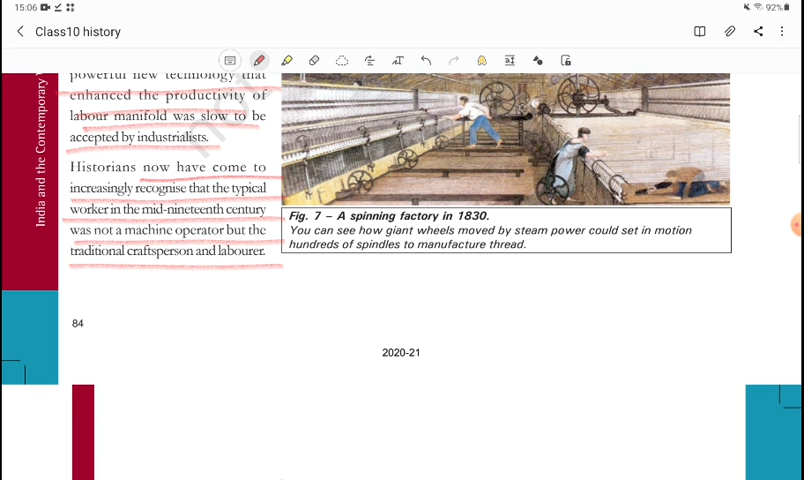 15:06
92%
Class10 history
powerful new technology that
enhanced the productivity of
labour manifold was slow to be
accepted by industrialists.
Historians now have come to
increasingly recognise that the typical
worker in the mid-nineteenth century
was not a machine operator but the
traditional craftsperson and labourer.
India and the Contemporary
Fig. 7 – A spinning factory in 1830.
You can see how giant wheels moved by steam power could set in motion
hundreds of spindles to manufacture thread.
84
2020-21